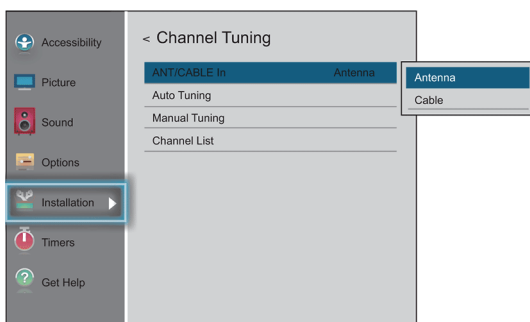 Accessibility
Picture
Sound
Options
Installation
Timers
Get Help
< Channel Tuning
ANT/CABLE In Antenna
Auto Tuning
Manual Tuning
Channel List
Antenna
Cable